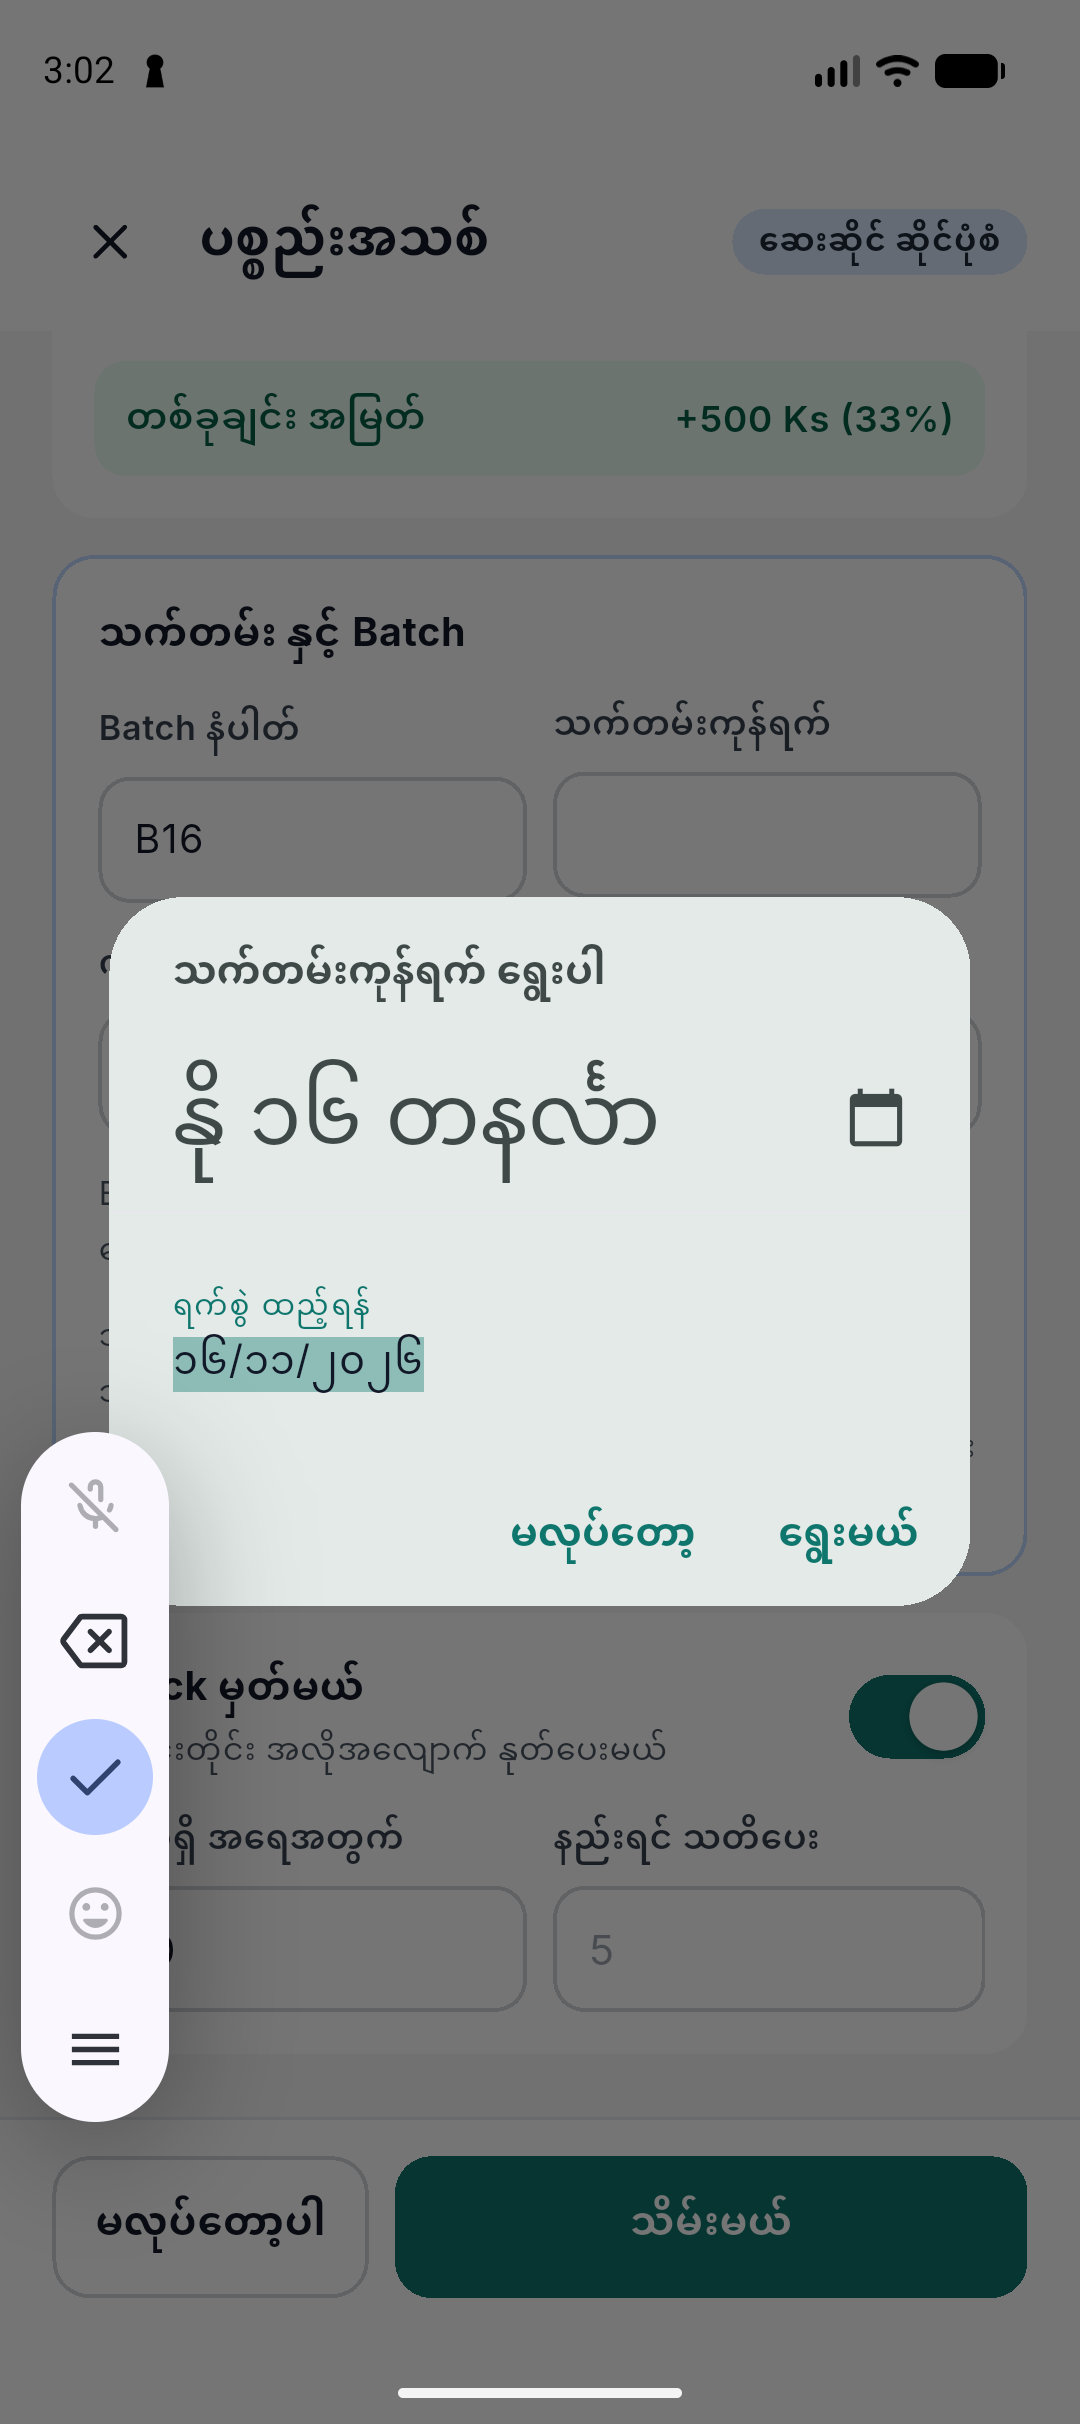 3:02
ပစ္စည်းအသစ်
ဆေးဆိုင် ဆိုင်ပုံစံ
တစ်ခုချင်း အမြတ်
+500 Ks (33%)
သက်တမ်း နှင့် Batch
Batch နံပါတ်
သက်တမ်းကုန်ရက်
B16
သက်တမ်းကုန်ရက် ရွေးပါ
နို ၁၆ တနင်္လာ
ရက်စွဲ ထည့်ရန်
၁၆/၁၁/၂၀၂၆
မလုပ်တော့
ရွေးမယ်
ck မှတ်မယ်
းတိုင်း အလိုအလျောက် နုတ်ပေးမယ်
ရှိ အရေအတွက်
နည်းရင် သတိပေး
5
မလုပ်တော့ပါ
သိမ်းမယ်